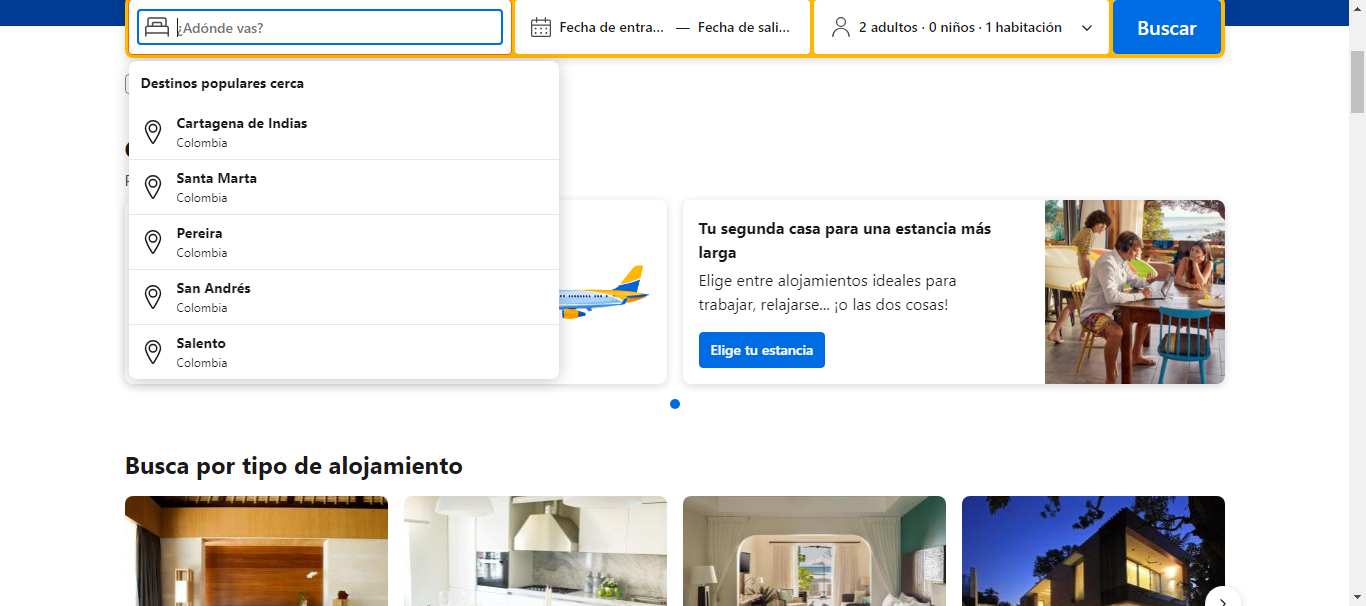 ¿Adónde vas?
Fecha de entra... — Fecha de sali...
2 adultos · 0 niños · 1 habitación
Buscar
Destinos populares cerca
Cartagena de Indias
Colombia
Santa Marta
Colombia
Pereira
Colombia
San Andrés
Colombia
Salento
Colombia
Tu segunda casa para una estancia más
larga
Elige entre alojamientos ideales para
trabajar, relajarse... ¡o las dos cosas!
Elige tu estancia
Busca por tipo de alojamiento